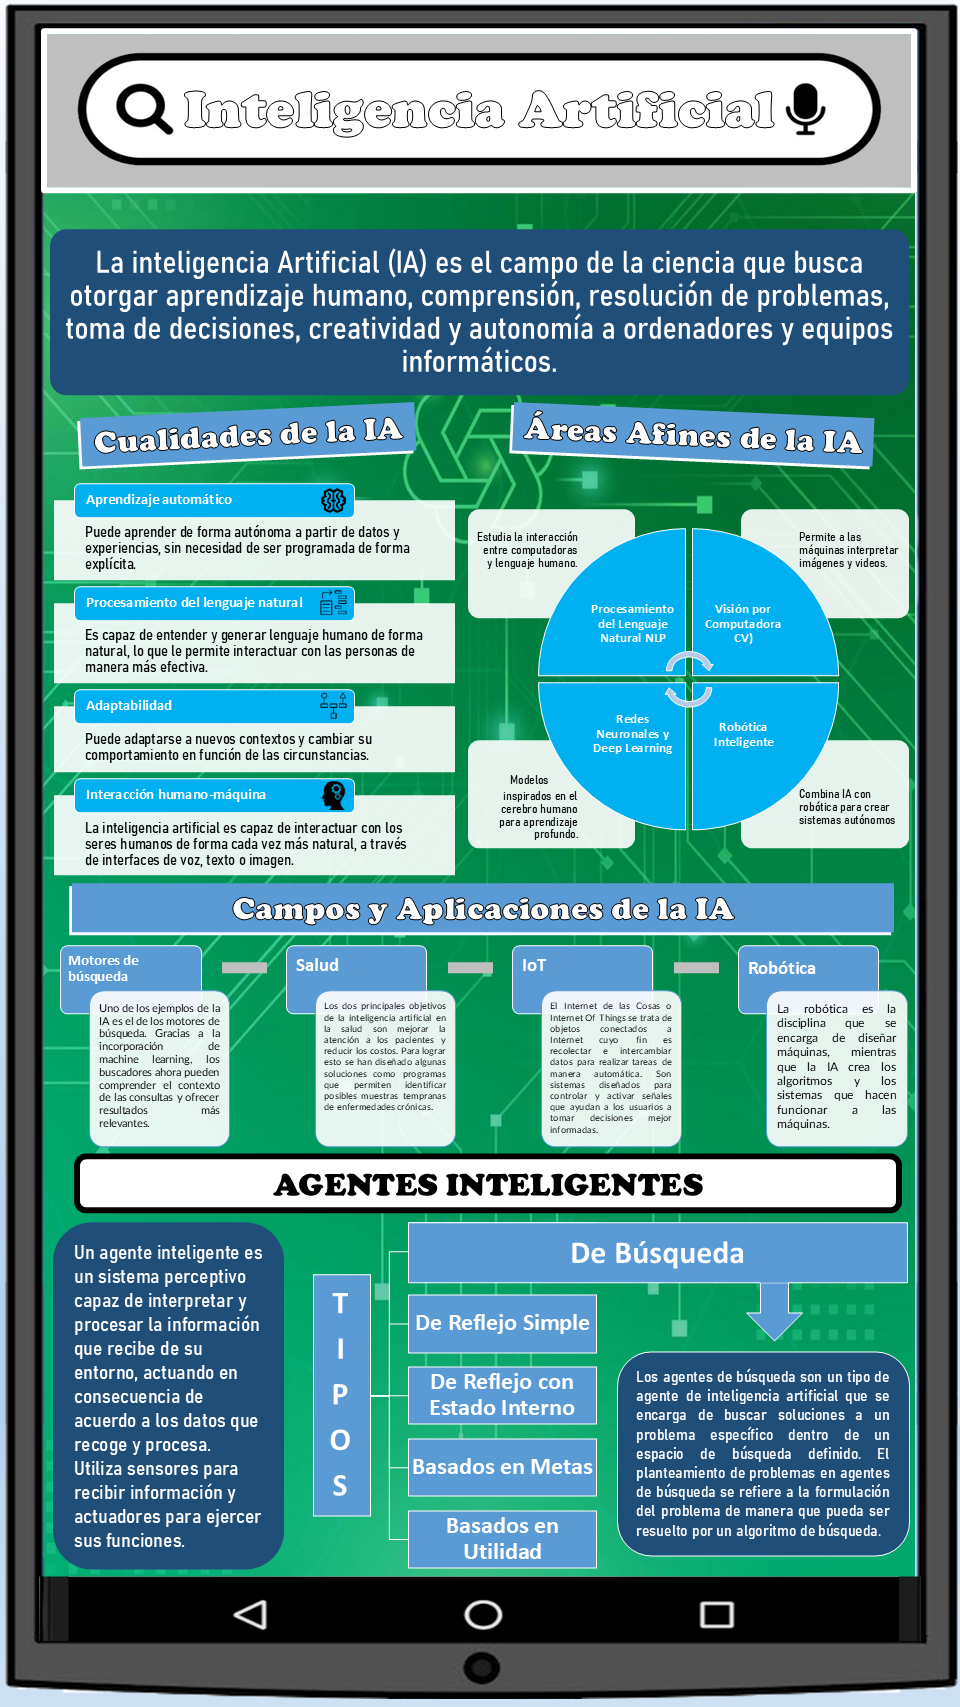 Inteligencia Artificial
La inteligencia Artificial (IA) es el campo de la ciencia que busca
otorgar aprendizaje humano, comprensión, resolución de problemas,
toma de decisiones, creatividad y autonomía a ordenadores y equipos
informáticos.
Cualidades de la IA
Aprendizaje automático
Puede aprender de forma autónoma a partir de datos y
experiencias, sin necesidad de ser programada de forma
explícita.
Procesamiento del lenguaje natural
Es capaz de entender y generar lenguaje humano de forma
natural, lo que le permite interactuar con las personas de
manera más efectiva.
Adaptabilidad
Puede adaptarse a nuevos contextos y cambiar su
comportamiento en función de las circunstancias.
Interacción humano-máquina
La inteligencia artificial es capaz de interactuar con los
seres humanos de forma cada vez más natural, a través
de interfaces de voz, texto o imagen.
Áreas Afines de la IA
Estudia la interacción
entre computadoras
y lenguaje humano.
Procesamiento
del Lenguaje
Natural NLP
Permite a las
máquinas interpretar
imágenes y videos.
Visión por
Computadora
CV)
Redes
Neuronales y
Deep Learning
Modelos
inspirados en el
cerebro humano
para aprendizaje
profundo.
Robótica
Inteligente
Combina IA con
robótica para crear
sistemas autónomos
Campos y Aplicaciones de la IA
Motores de
búsqueda
Uno de los ejemplos de la
IA es el de los motores de
búsqueda. Gracias a la
incorporación de
machine learning, los
buscadores ahora pueden
comprender el contexto
de las consultas y ofrecer
resultados más
relevantes.
Salud
Los dos principales objetivos
de la inteligencia artificial en
la salud son mejorar la
atención a los pacientes y
reducir los costos. Para lograr
esto se han diseñado algunas
soluciones como programas
que permiten identificar
posibles muestras tempranas
de enfermedades crónicas.
IoT
El Internet de las Cosas o
Internet Of Things se trata de
objetos conectados a
Internet cuyo fin es
recolectar e intercambiar
datos para realizar tareas de
manera automática. Son
sistemas diseñados para
controlar y activar señales
que ayudan a los usuarios a
tomar decisiones mejor
informadas.
Robótica
La robótica es la
disciplina que se
encarga de diseñar
máquinas, mientras
que la IA crea los
algoritmos y los
sistemas que hacen
funcionar a las
máquinas.
AGENTES INTELIGENTES
Un agente inteligente es
un sistema perceptivo
capaz de interpretar y
procesar la información
que recibe de su
entorno, actuando en
consecuencia de
acuerdo a los datos que
recoge y procesa.
Utiliza sensores para
recibir información y
actuadores para ejercer
sus funciones.
T
I
P
O
S
De Búsqueda
De Reflejo Simple
De Reflejo con
Estado Interno
Basados en Metas
Basados en
Utilidad
Los agentes de búsqueda son un tipo de
agente de inteligencia artificial que se
encarga de buscar soluciones a un
problema específico dentro de un
espacio de búsqueda definido. El
planteamiento de problemas en agentes
de búsqueda se refiere a la formulación
del problema de manera que pueda ser
resuelto por un algoritmo de búsqueda.